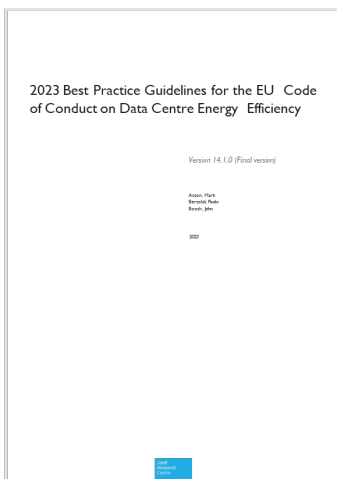 2023 Best Practice Guidelines for the EU Code
of Conduct on Data Centre Energy Efficiency
Version 14.1.0 (Final version)
Acton, Mark
Bertoldi, Paolo
Booth, John
2023
Joint
Research
Centre